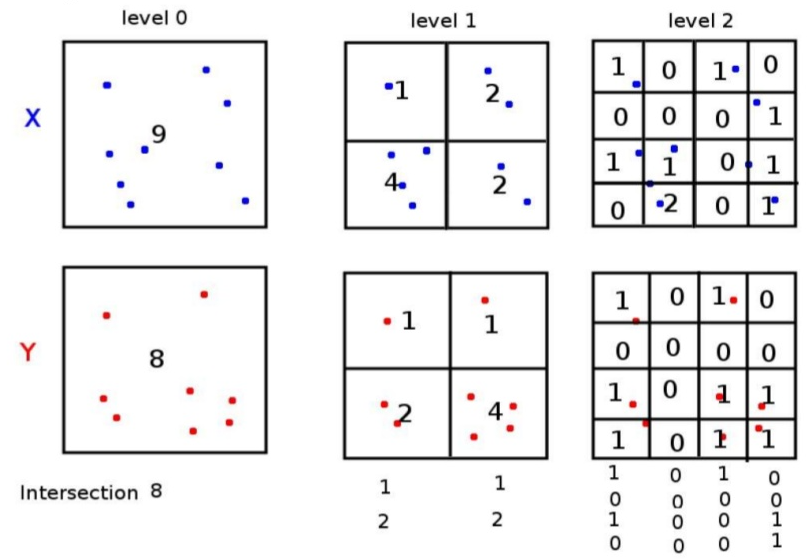 level 0 level 1 level 2
1 0 1 0
1 2
X 9 0 0 0 1
1 1 0 1
4 2
0 2 0 1
1 0 1 0
1 1
Y 8 0 0 0 0
1 0 1 1
2 4
1 0 1 1
1 0 1 0
Intersection 8 1 1
0 0 0 0
2 2 1 0 0 1
0 0 0 1